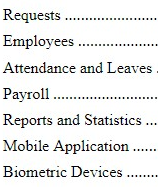 Requests ........................
Employees .....................
Attendance and Leaves .
Payroll ...........................
Reports and Statistics ...
Mobile Application ......
Biometric Devices ........